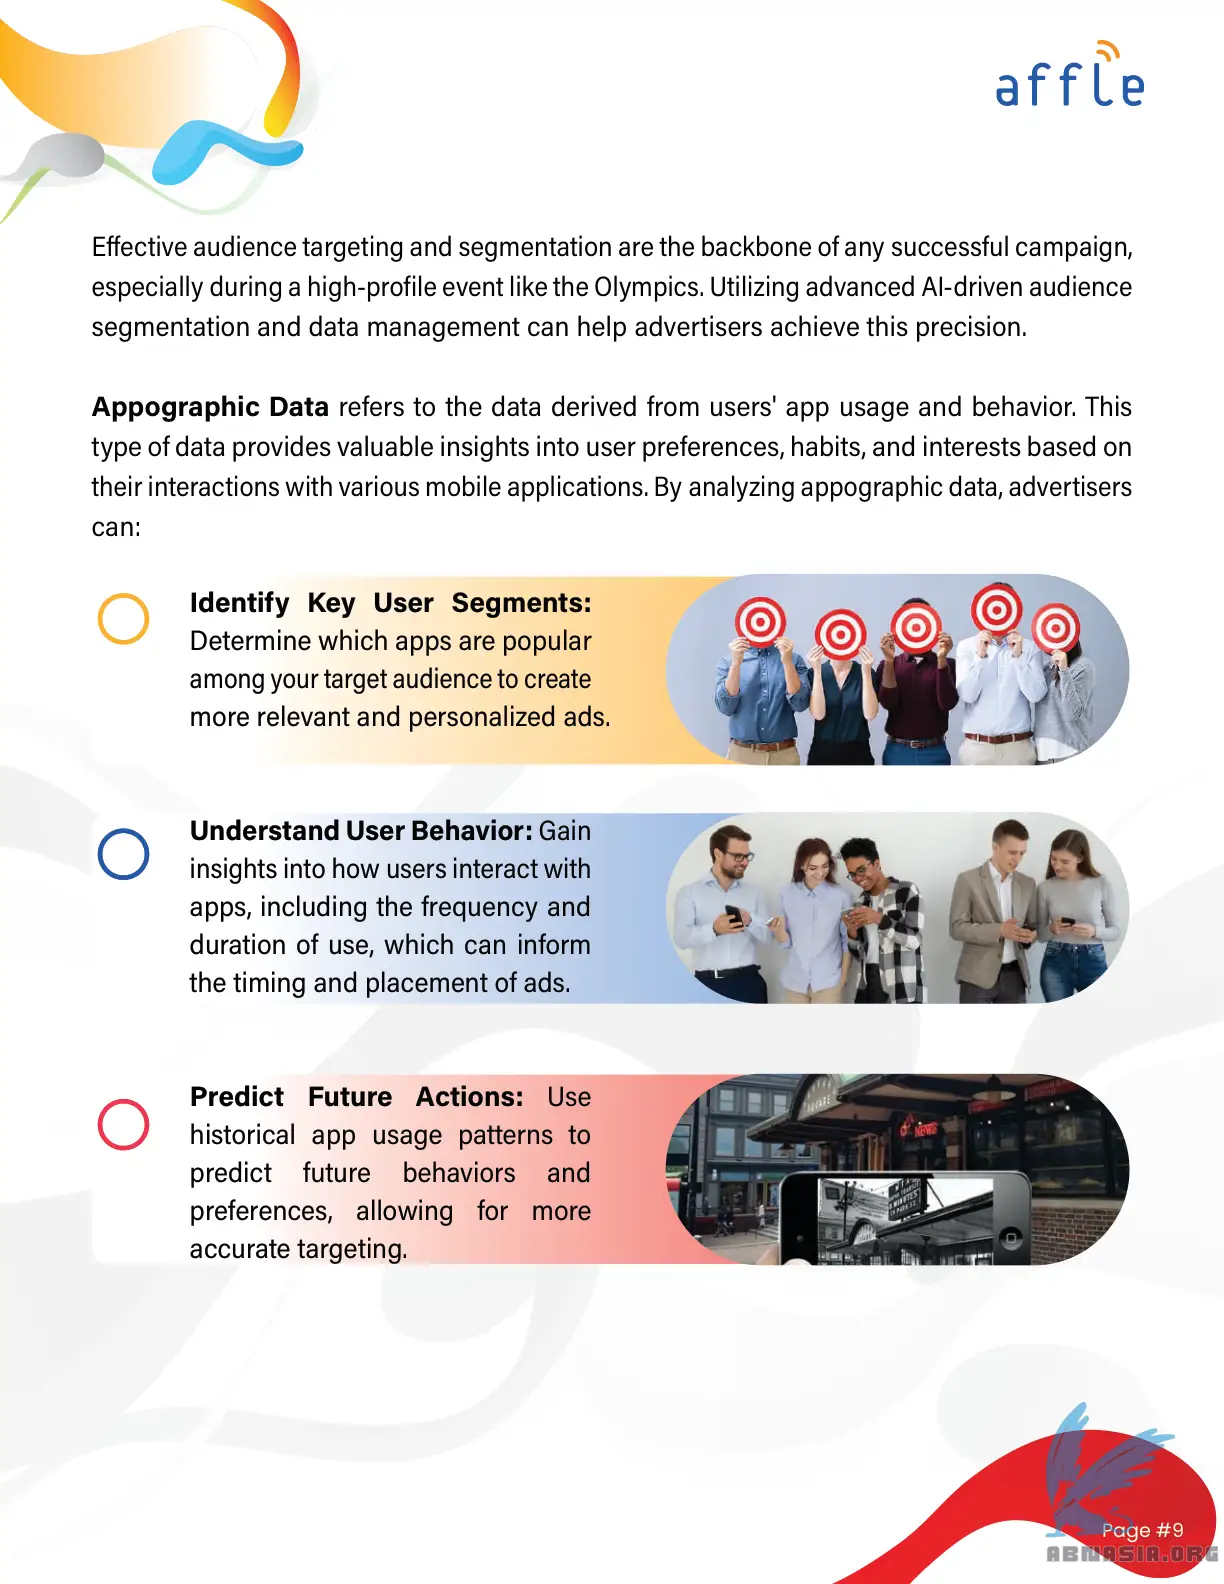 affle
Effective audience targeting and segmentation are the backbone of any successful campaign,
especially during a high-profile event like the Olympics. Utilizing advanced AI-driven audience
segmentation and data management can help advertisers achieve this precision.
Appographic Data refers to the data derived from users' app usage and behavior. This
type of data provides valuable insights into user preferences, habits, and interests based on
their interactions with various mobile applications. By analyzing appographic data, advertisers
can:
Identify Key User Segments:
Determine which apps are popular
among your target audience to create
more relevant and personalized ads.
Understand User Behavior: Gain
insights into how users interact with
apps, including the frequency and
duration of use, which can inform
the timing and placement of ads.
Predict Future Actions: Use
historical app usage patterns to
predict future behaviors and
preferences, allowing for more
accurate targeting.
SQUARE
NEWS
Page #9
ABNASIA.ORG